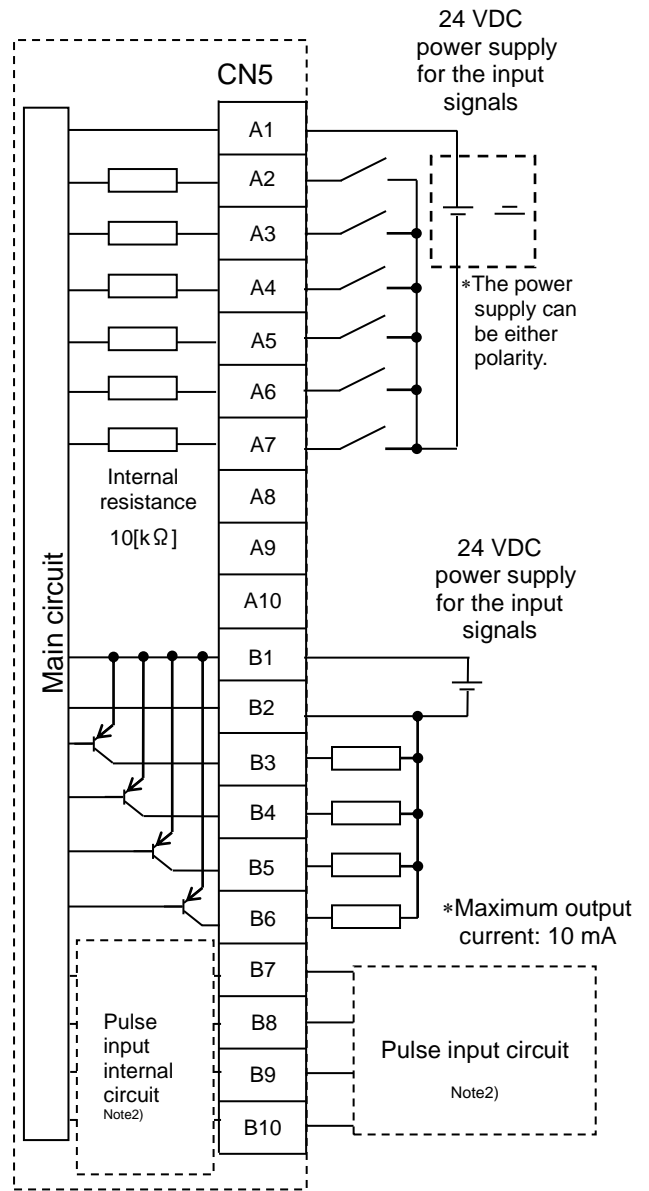 24 VDC
power supply
for the input
signals
CN5
A1
A2
A3
A4
A5
A6
A7
A8
A9
A10
B1
B2
B3
B4
B5
B6
B7
B8
B9
B10
*The power
supply can
be either
polarity.
Internal
resistance
10[kΩ]
Main circuit
24 VDC
power supply
for the input
signals
*Maximum output
current: 10 mA
Pulse
input
internal
circuit
Note2)
Pulse input circuit
Note2)